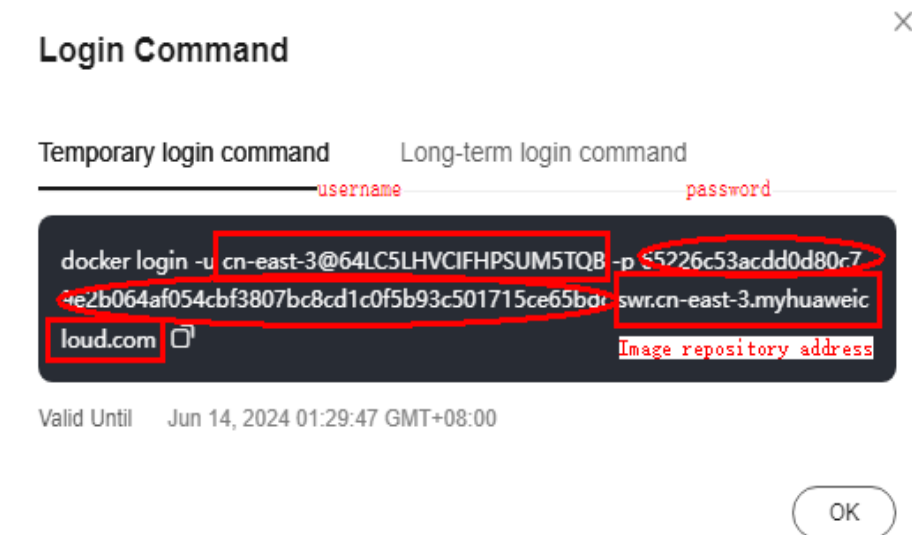 Login Command
Temporary login command Long-term login command
username password
docker login -u cn-east-3@64LC5LHVCIFHPSUM5TQB -p 65226c53acdd0d80c7
4e2b064af054cbf3807bc8cd1c0f5b93c501715ce65bdc swr.cn-east-3.myhuaweic
loud.com
Image repository address
Valid Until Jun 14, 2024 01:29:47 GMT+08:00
OK